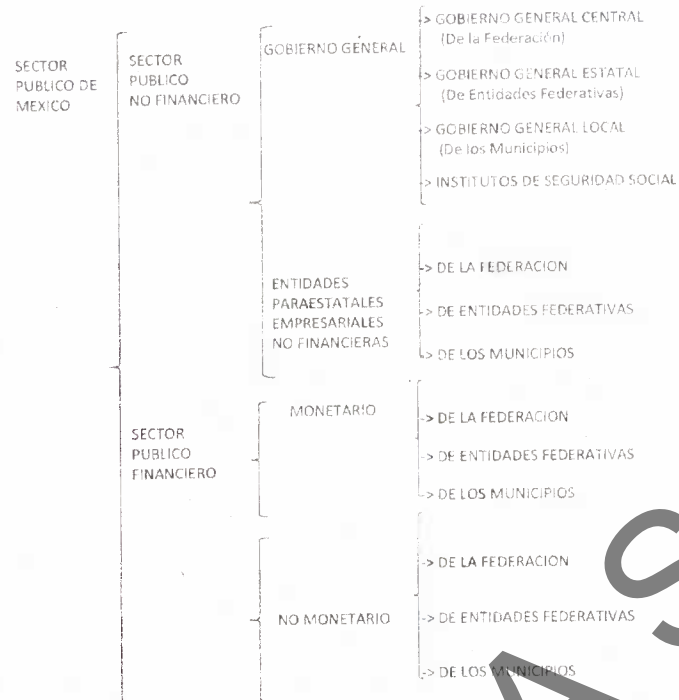 SECTOR
PUBLICO DE
MEXICO
SECTOR
PUBLICO
NO FINANCIERO
GOBIERNO GENERAL
-> GOBIERNO GENERAL CENTRAL
(De la Federación)
-> GOBIERNO GENERAL ESTATAL
(De Entidades Federativas)
-> GOBIERNO GENERAL LOCAL
(De los Municipios)
-> INSTITUTOS DE SEGURIDAD SOCIAL
ENTIDADES
PARAESTATALES
EMPRESARIALES
NO FINANCIERAS
-> DE LA FEDERACION
-> DE ENTIDADES FEDERATIVAS
-> DE LOS MUNICIPIOS
SECTOR
PUBLICO
FINANCIERO
MONETARIO
-> DE LA FEDERACION
-> DE ENTIDADES FEDERATIVAS
-> DE LOS MUNICIPIOS
NO MONETARIO
-> DE LA FEDERACION
-> DE ENTIDADES FEDERATIVAS
-> DE LOS MUNICIPIOS